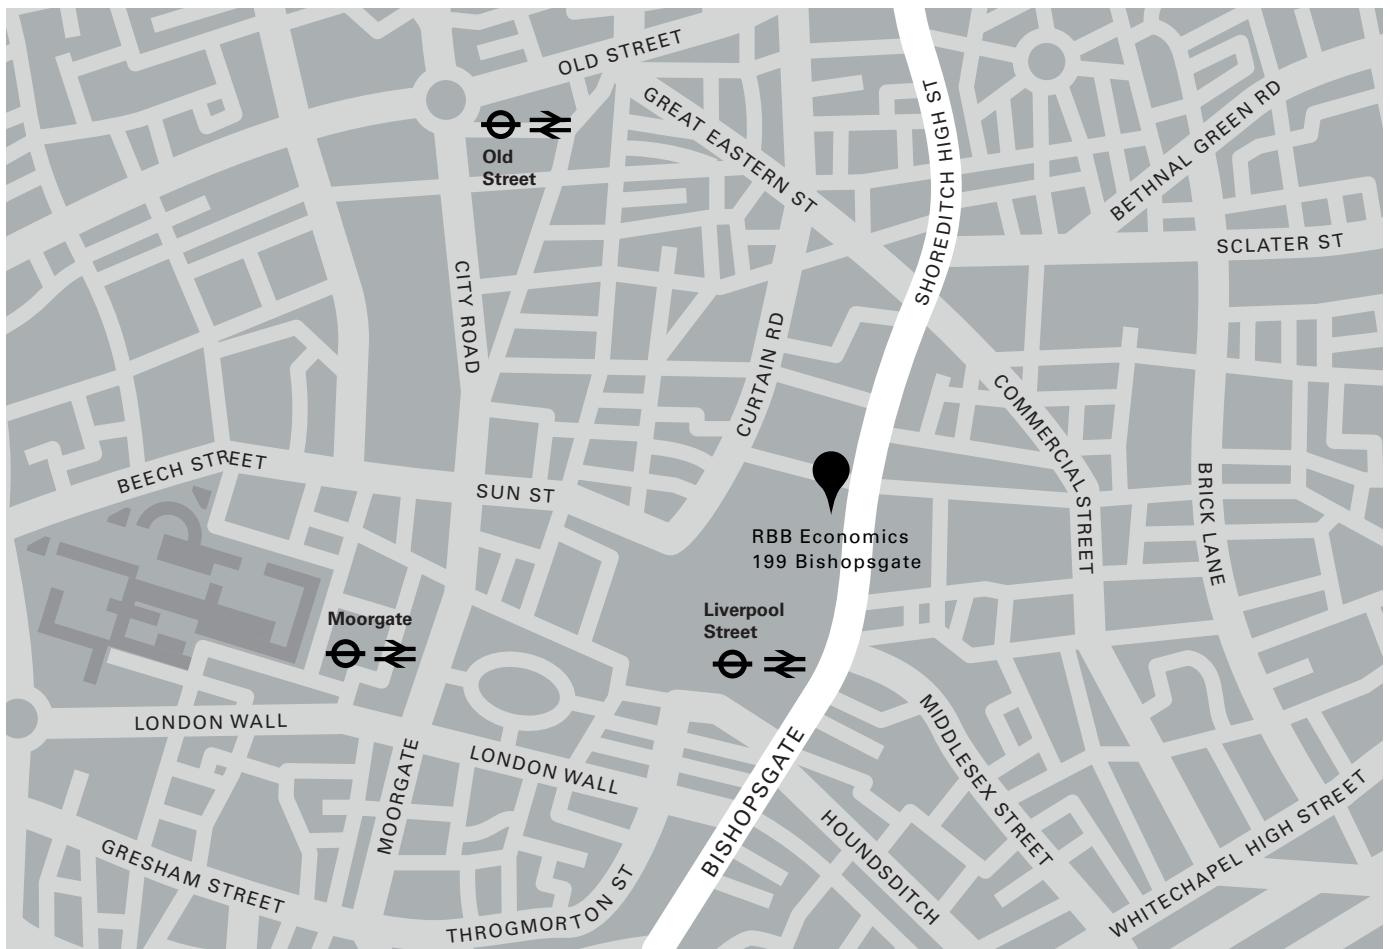 OLD STREET
SHOREDITCH HIGH ST
GREAT EASTERN ST
BETHNAL GREEN RD
Old
Street
SCLATER ST
CITY ROAD
CURTAIN RD
COMMERCIAL STREET
BEECH STREET
SUN ST
BRICK LANE
RBB Economics
199 Bishopsgate
Liverpool
Street
Moorgate
LONDON WALL
LONDON WALL
MOORGATE
BISHOPSGATE
MIDDLESEX STREET
HOUNDSDITCH
WHITECHAPEL HIGH STREET
GRESHAM STREET
THROGMORTON ST